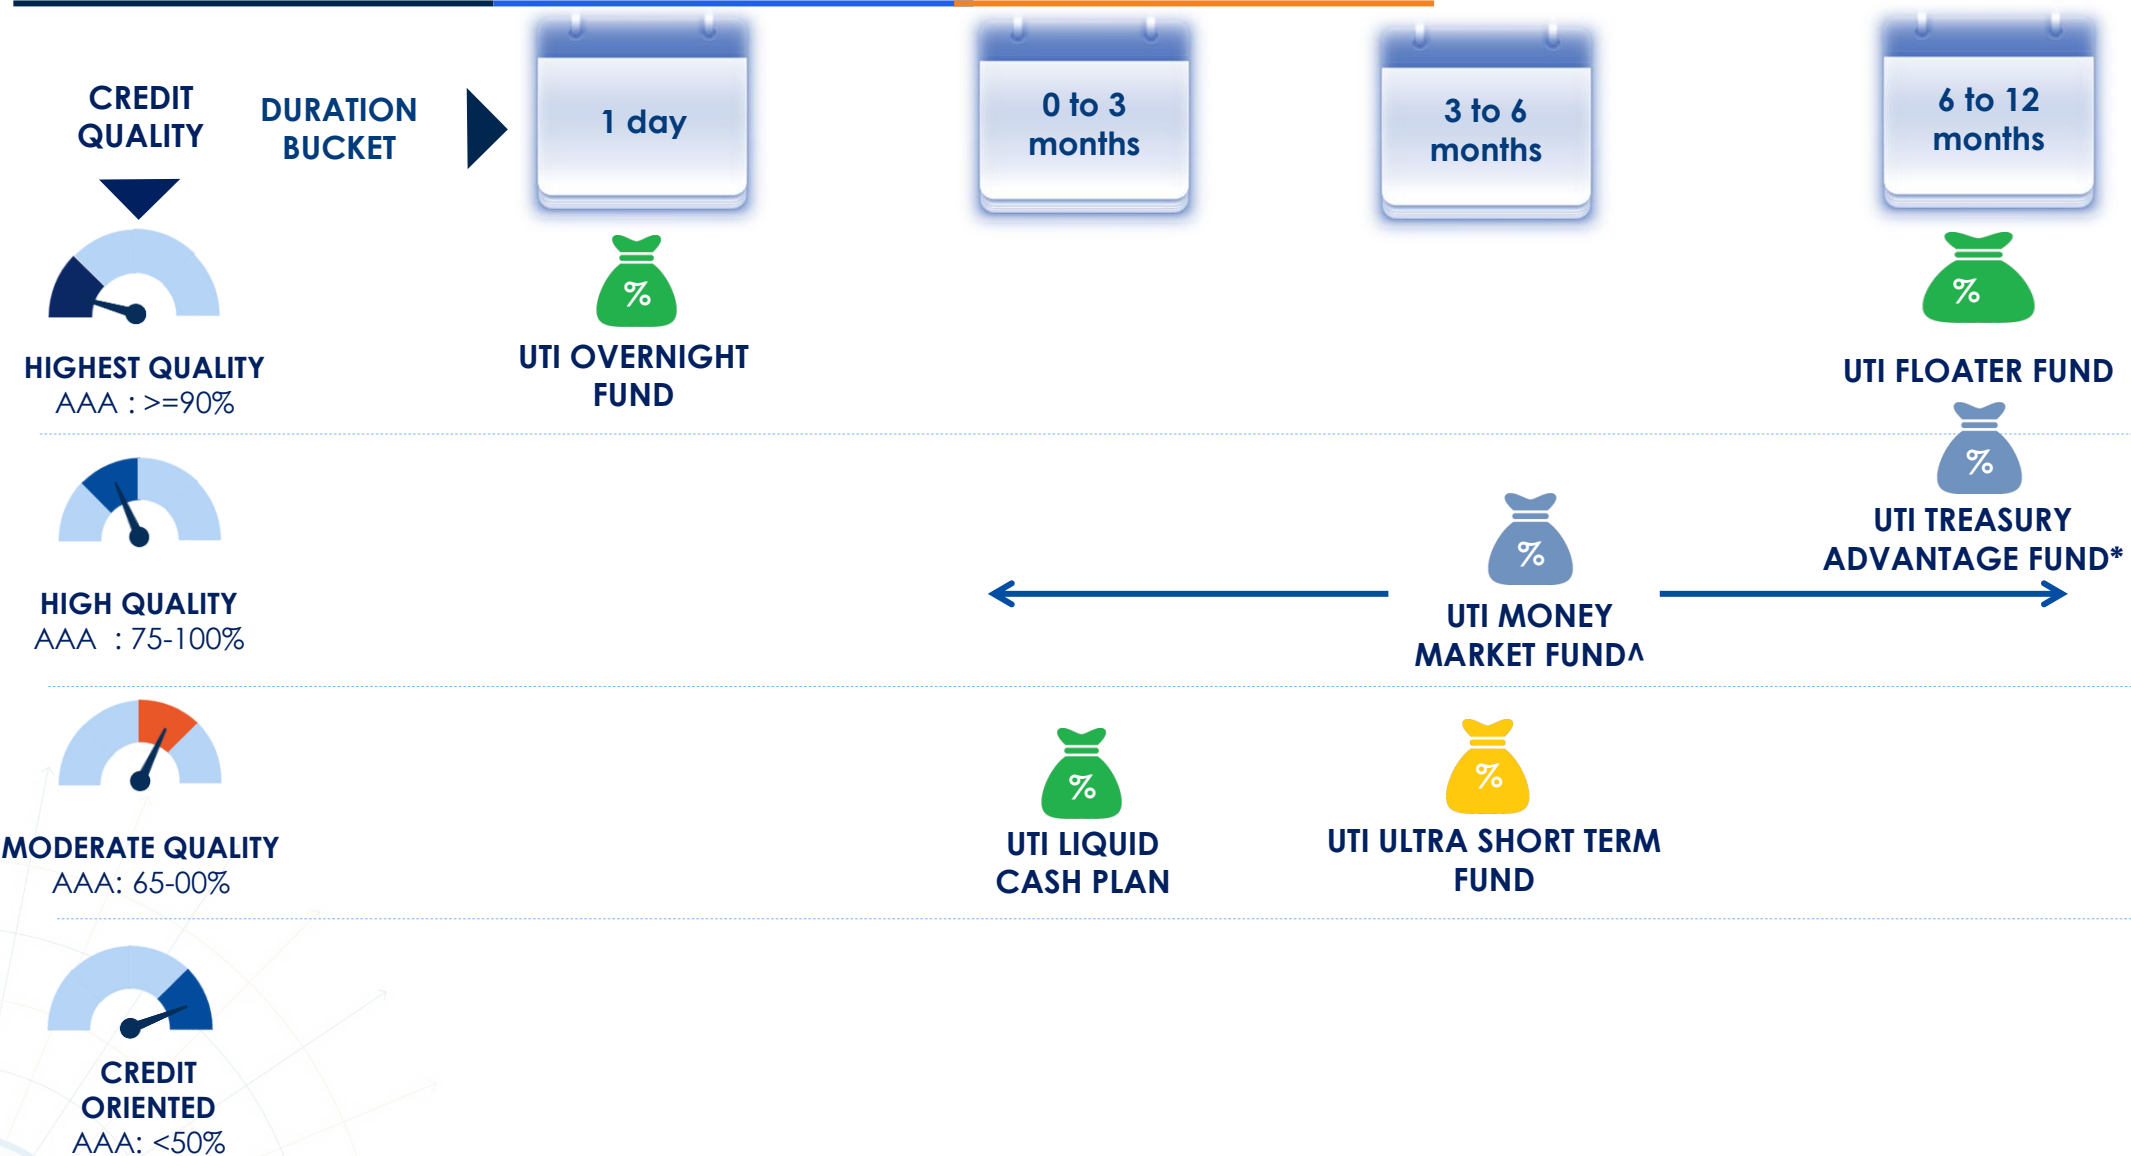 CREDIT
QUALITY
DURATION
BUCKET
1 day
0 to 3
months
3 to 6
months
6 to 12
months
HIGHEST QUALITY
AAA : >=90%
%
UTI OVERNIGHT
FUND
%
UTI FLOATER FUND
HIGH QUALITY
AAA : 75-100%
%
UTI MONEY
MARKET FUND^
%
UTI TREASURY
ADVANTAGE FUND*
MODERATE QUALITY
AAA: 65-00%
%
UTI LIQUID
CASH PLAN
%
UTI ULTRA SHORT TERM
FUND
CREDIT
ORIENTED
AAA: <50%